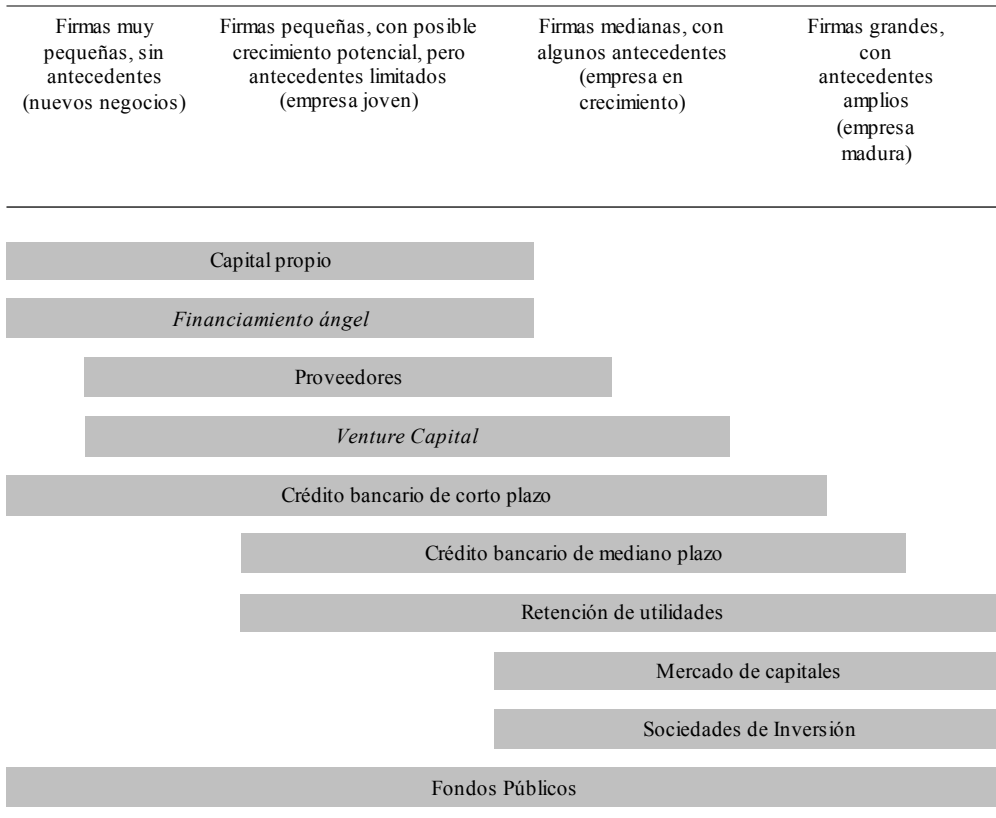 Firmas muy
pequeñas, sin
antecedentes
(nuevos negocios)
Firmas pequeñas, con posible
crecimiento potencial, pero
antecedentes limitados
(empresa joven)
Firmas medianas, con
algunos antecedentes
(empresa en
crecimiento)
Firmas grandes,
con
antecedentes
amplios
(empresa
madura)
Capital propio
Financiamiento ángel
Proveedores
Venture Capital
Crédito bancario de corto plazo
Crédito bancario de mediano plazo
Retención de utilidades
Mercado de capitales
Sociedades de Inversión
Fondos Públicos